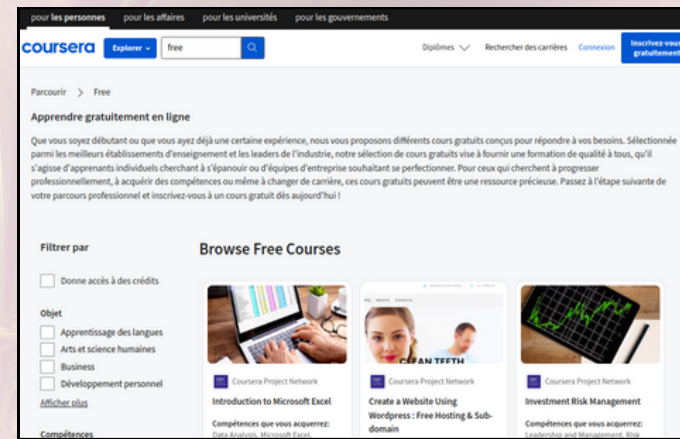 pour les personnes pour les affaires pour les universités pour les gouvernements
coursera Explorer free Diplômes Rechercher des carrières Connexion Inscrivez-vous gratuitement
Parcourir > Free
Apprendre gratuitement en ligne
Que vous soyez débutant ou que vous ayez déjà une certaine expérience, nous vous proposons différents cours gratuits conçus pour répondre à vos besoins. Sélectionnée
parmi les meilleurs établissements d'enseignement et les leaders de l'industrie, notre sélection de cours gratuits vise à fournir une formation de qualité à tous, qu'il
s'agisse d'apprenants individuels cherchant à s'épanouir ou d'équipes d'entreprise souhaitant se perfectionner. Pour ceux qui cherchent à progresser
professionnellement, à acquérir des compétences ou même à changer de carrière, ces cours gratuits peuvent être une ressource précieuse. Passez à l'étape suivante de
votre parcours professionnel et inscrivez-vous à un cours gratuit dès aujourd'hui !
Filtrer par
Donne accès à des crédits
Objet
Apprentissage des langues
Arts et science humaines
Business
Développement personnel
Afficher plus
Compétences
Browse Free Courses
Coursera Project Network
Introduction to Microsoft Excel
Compétences que vous acquerrez:
Data Analysis, Microsoft Excel,
CLEAN TEETH
Coursera Project Network
Create a Website Using
Wordpress : Free Hosting & Sub-
domain
Coursera Project Network
Investment Risk Management
Compétences que vous acquerrez:
Leadership and Management, Risk